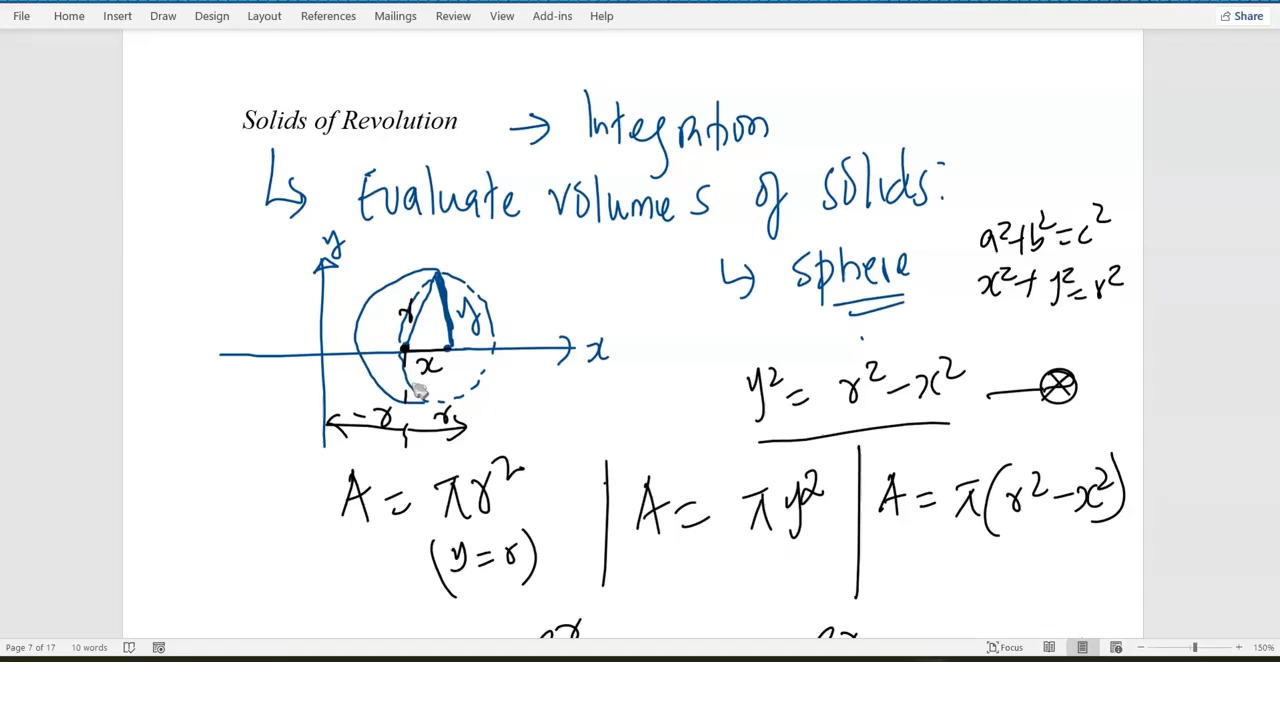 File Home Insert Draw Design Layout References Mailings Review View Add-ins Help Share
Solids of Revolution → Integration
↳ Evaluate volumes of solids:
↳ sphere
a²+b²=c²
x²+y²=r²
y
r
y
x
x
-r
r
y² = r²-x²
A = πr²
(y=r)
A = πy²
A = π(r²-x²)
Page 7 of 17 10 words Focus 150%